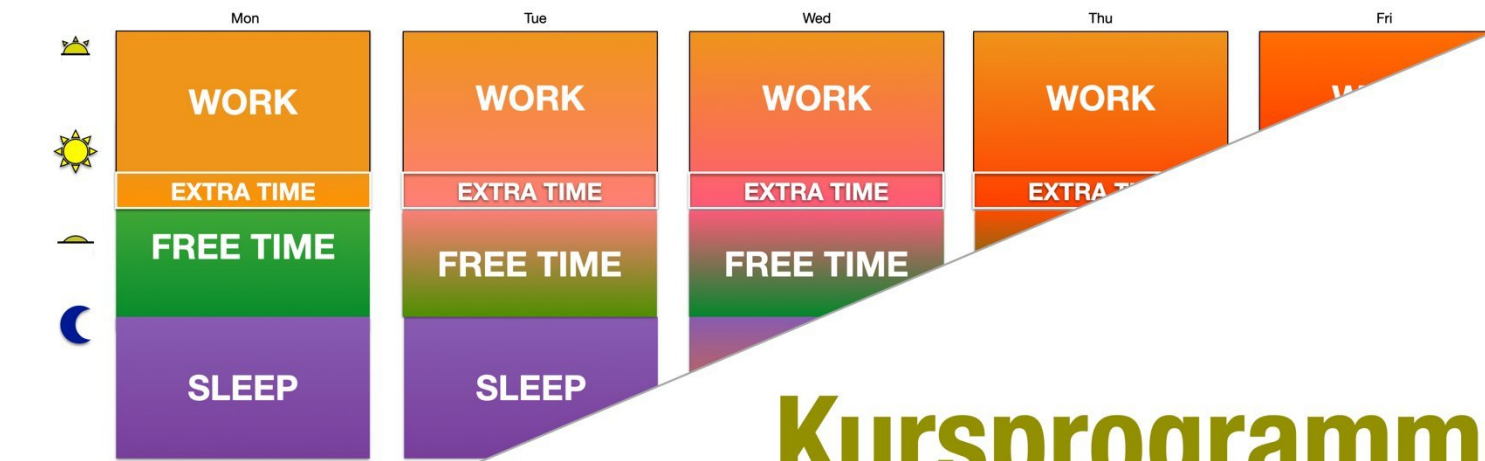 Mon Tue Wed Thu Fri
WORK WORK WORK WORK
EXTRA TIME EXTRA TIME EXTRA TIME EXTRA
FREE TIME FREE TIME FREE TIME
SLEEP SLEEP
Kursprogramm